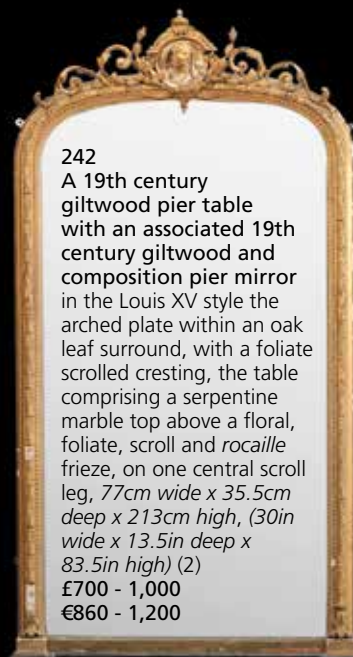 242
A 19th century
giltwood pier table
with an associated 19th
century giltwood and
composition pier mirror
in the Louis XV style the
arched plate within an oak
leaf surround, with a foliate
scrolled cresting, the table
comprising a serpentine
marble top above a floral,
foliate, scroll and rocaille
frieze, on one central scroll
leg, 77cm wide x 35.5cm
deep x 213cm high, (30in
wide x 13.5in deep x
83.5in high) (2)
£700 - 1,000
€860 - 1,200